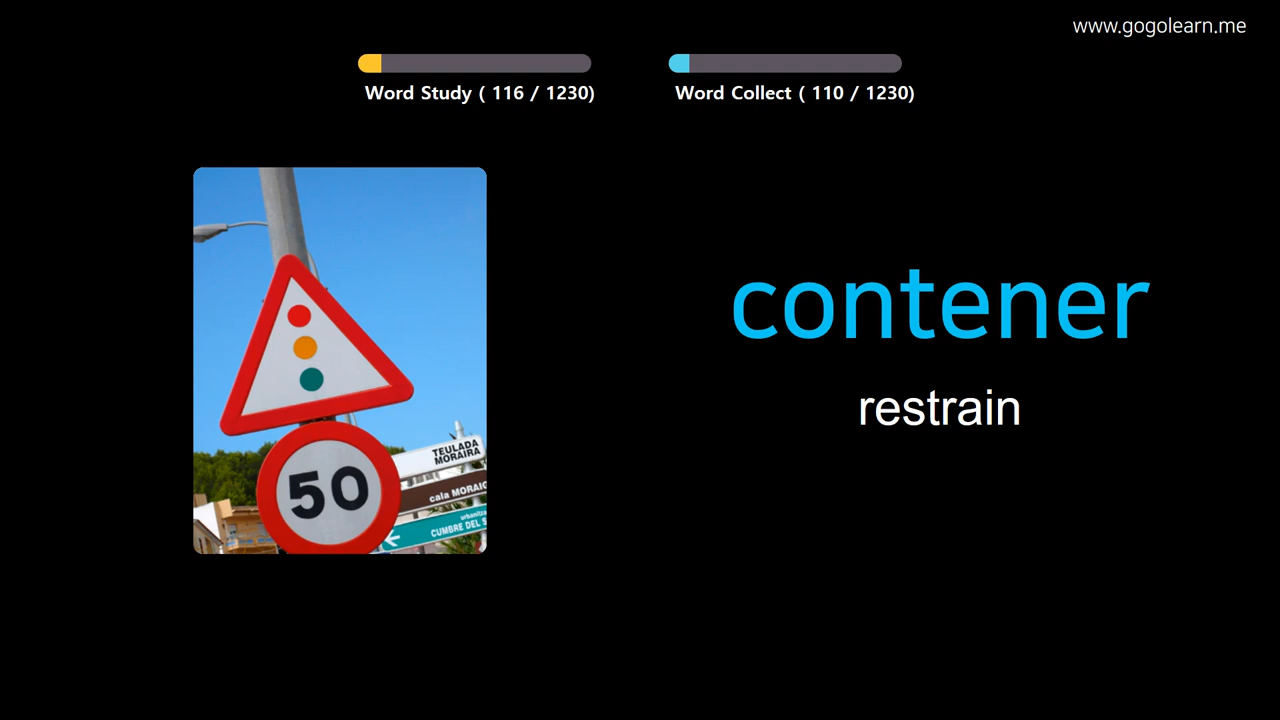 www.gogolearn.me
Word Study ( 116 / 1230)
Word Collect ( 110 / 1230)
contener
restrain
50
TEULADA
MORAIRA
cala MORAIG
urbanitza
CUMBRE DEL S